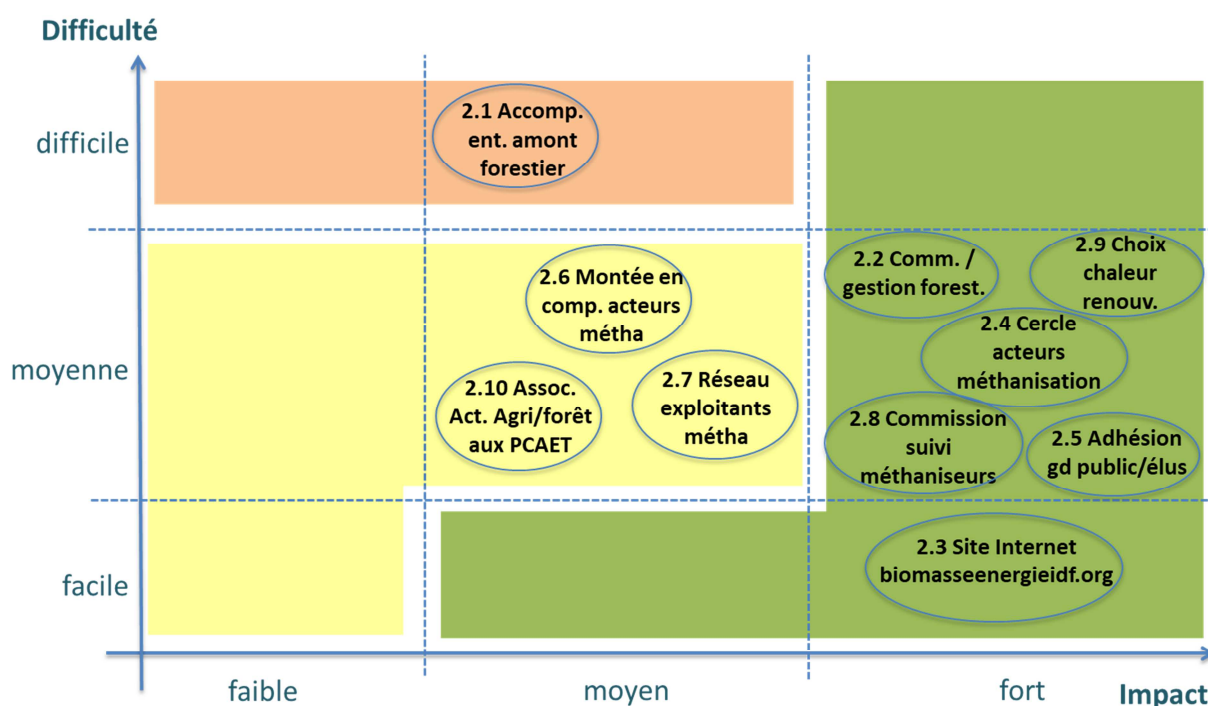 Difficulté
difficile
2.1 Accomp.
ent. amont
forestier
moyenne
2.6 Montée en
comp. acteurs
métha
2.10 Assoc.
Act. Agri/forêt
aux PCAET
2.7 Réseau
exploitants
métha
2.2 Comm. /
gestion forest.
2.9 Choix
chaleur
renouv.
2.4 Cercle
acteurs
méthanisation
2.8 Commission
suivi
méthaniseurs
2.5 Adhésion
gd public/élus
facile
2.3 Site Internet
biomasseenergieidf.org
faible
moyen
fort
Impact